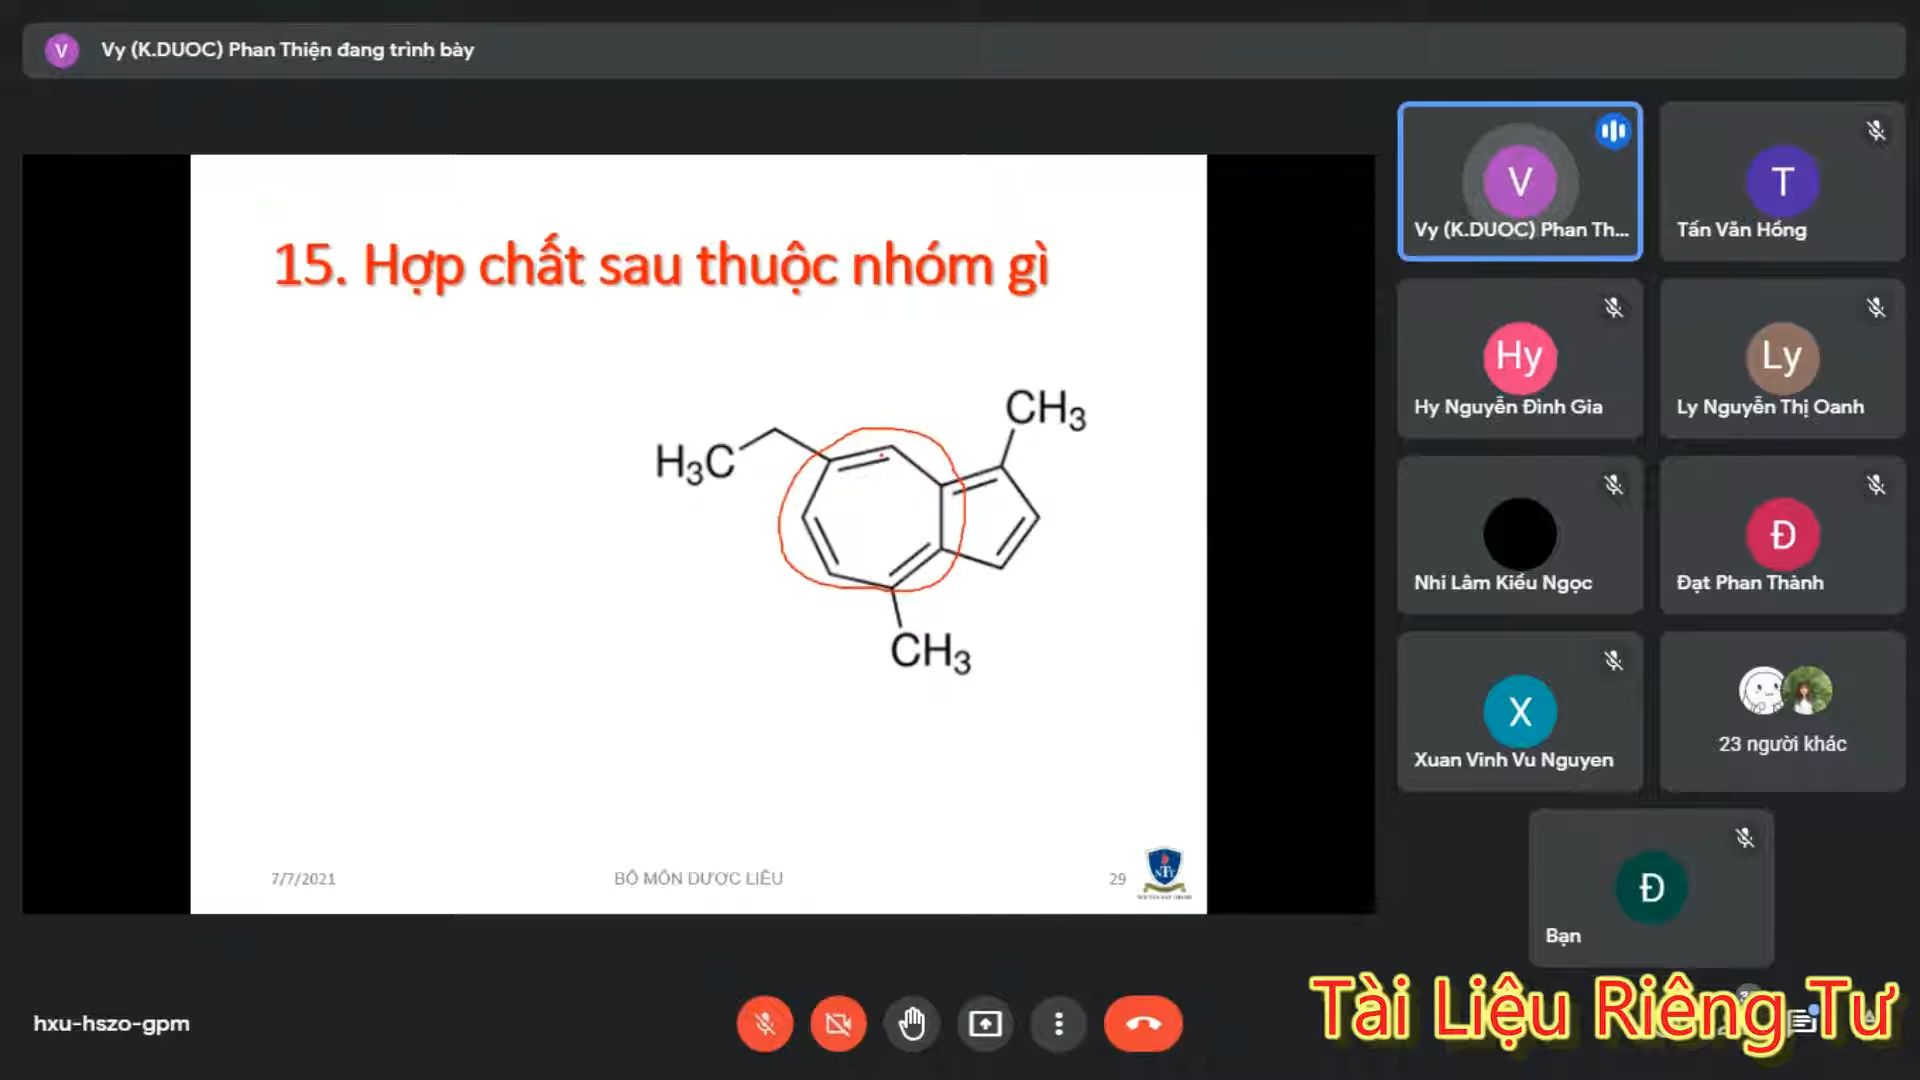 V Vy (K.DUOC) Phan Thiện đang trình bày
15. Hợp chất sau thuộc nhóm gì
CH3
H3C
CH3
7/7/2021 BỘ MÔN DƯỢC LIỆU 29
NTT
V
Vy (K.DUOC) Phan Th...
T
Tấn Văn Hồng
Hy
Hy Nguyễn Đình Gia
Ly
Ly Nguyễn Thị Oanh
Nhi Lâm Kiều Ngọc
Đ
Đạt Phan Thành
X
Xuan Vinh Vu Nguyen
23 người khác
Đ
Bạn
hxu-hszo-gpm
Tài Liệu Riêng Tư